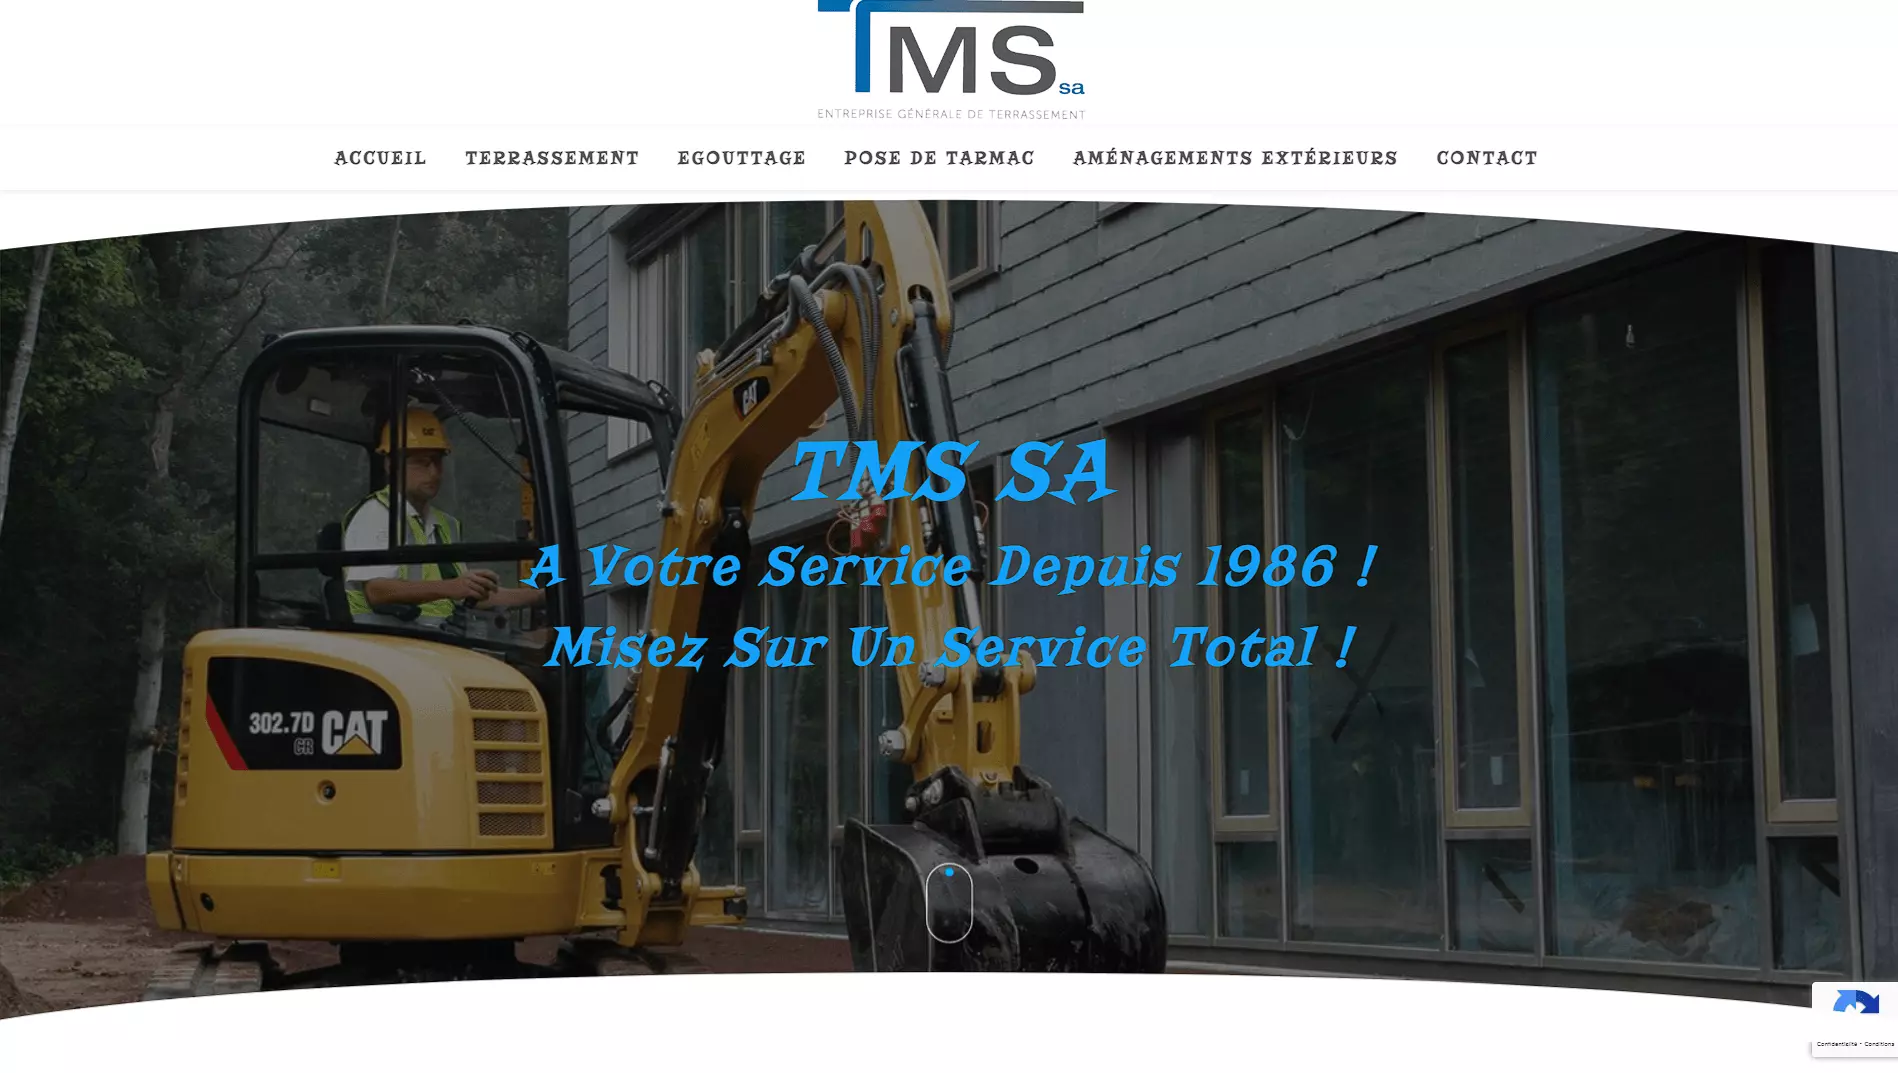 TMS sa
ENTREPRISE GÉNÉRALE DE TERRASSEMENT
ACCUEIL TERRASSEMENT EGOUTTAGE POSE DE TARMAC AMÉNAGEMENTS EXTÉRIEURS CONTACT
CAT
CAT
TMS SA
A Votre Service Depuis 1986 !
Misez Sur Un Service Total !
302.7D CAT
CR
Confidentialité - Conditions